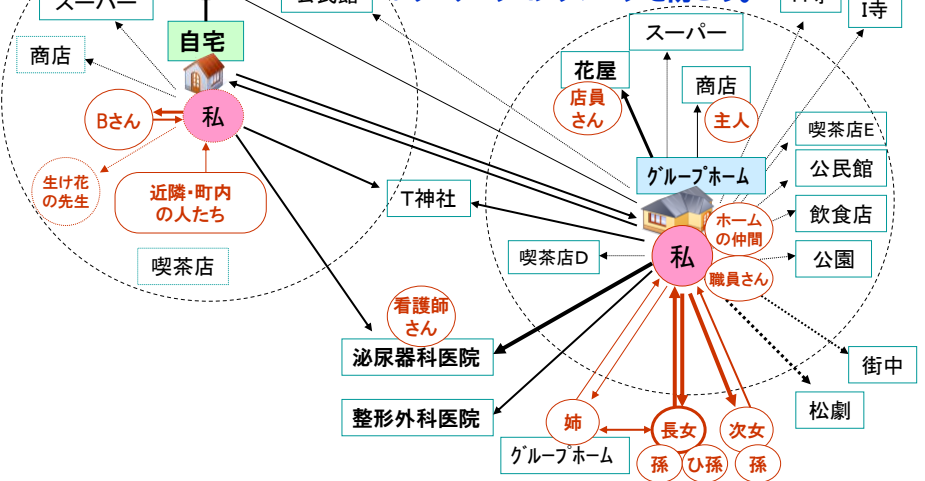 スーパー
自宅
商店
Bさん
私
生け花
の先生
近隣・町内
の人たち
喫茶店
T神社
スーパー
花屋
店員
さん
商店
主人
I寺
喫茶店E
グループホーム
公民館
ホーム
の仲間
飲食店
喫茶店D
私
職員さん
公園
看護師
さん
泌尿器科医院
整形外科医院
街中
松劇
姉
グループホーム
長女
次女
孫
ひ孫
孫